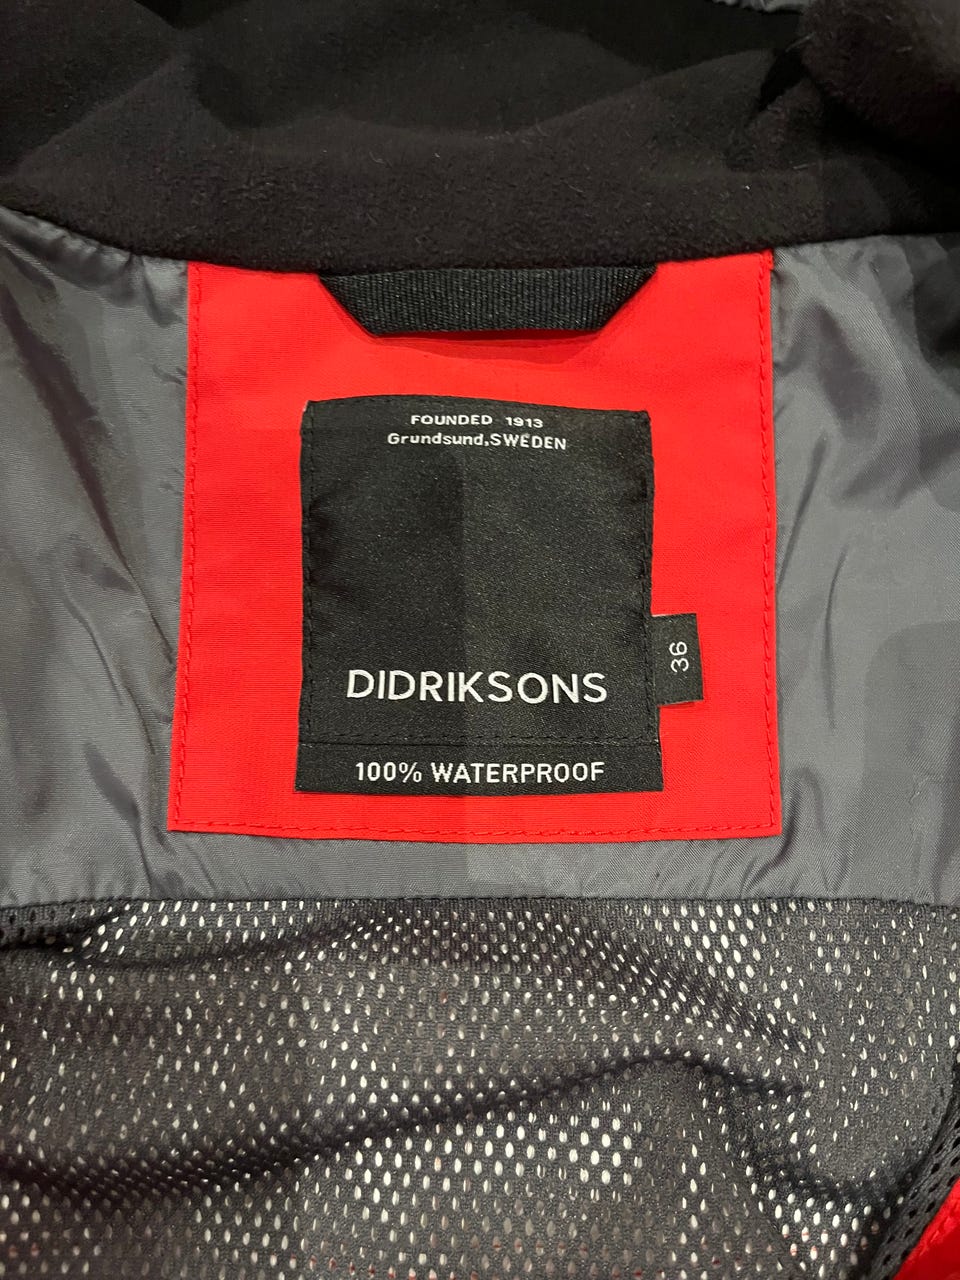 FOUNDED 1913
Grundsund,SWEDEN
DIDRIKSONS
36
100% WATERPROOF